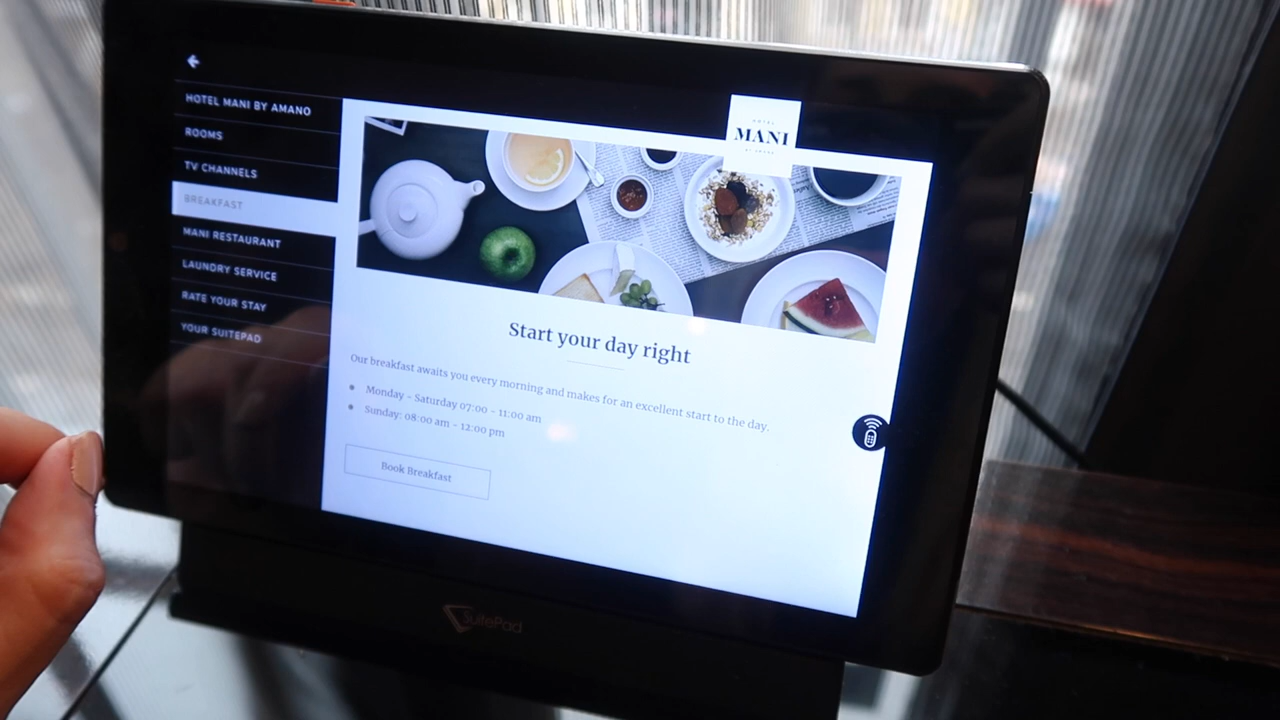 HOTEL MANI BY AMANO
ROOMS
TV CHANNELS
BREAKFAST
MANI RESTAURANT
LAUNDRY SERVICE
RATE YOUR STAY
YOUR SUITEPAD
HOTEL
MANI
BY AMANO
Start your day right
Our breakfast awaits you every morning and makes for an excellent start to the day.
Monday - Saturday 07:00 - 11:00 am
Sunday: 08:00 am - 12:00 pm
Book Breakfast
SuitePad